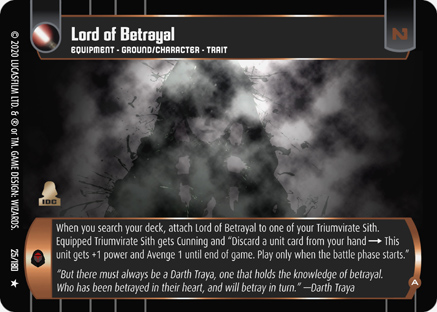 Lord of Betrayal
EQUIPMENT - GROUND/CHARACTER - TRAIT
N
© 2020 LUCASFILM LTD. & ® or TM. GAME DESIGN: WIZARDS.
IDC
25/180
When you search your deck, attach Lord of Betrayal to one of your Triumvirate Sith.
Equipped Triumvirate Sith gets Cunning and “Discard a unit card from your hand → This
unit gets +1 power and Avenge 1 until end of game. Play only when the battle phase starts.”
“But there must always be a Darth Traya, one that holds the knowledge of betrayal.
Who has been betrayed in their heart, and will betray in turn.” —Darth Traya
A